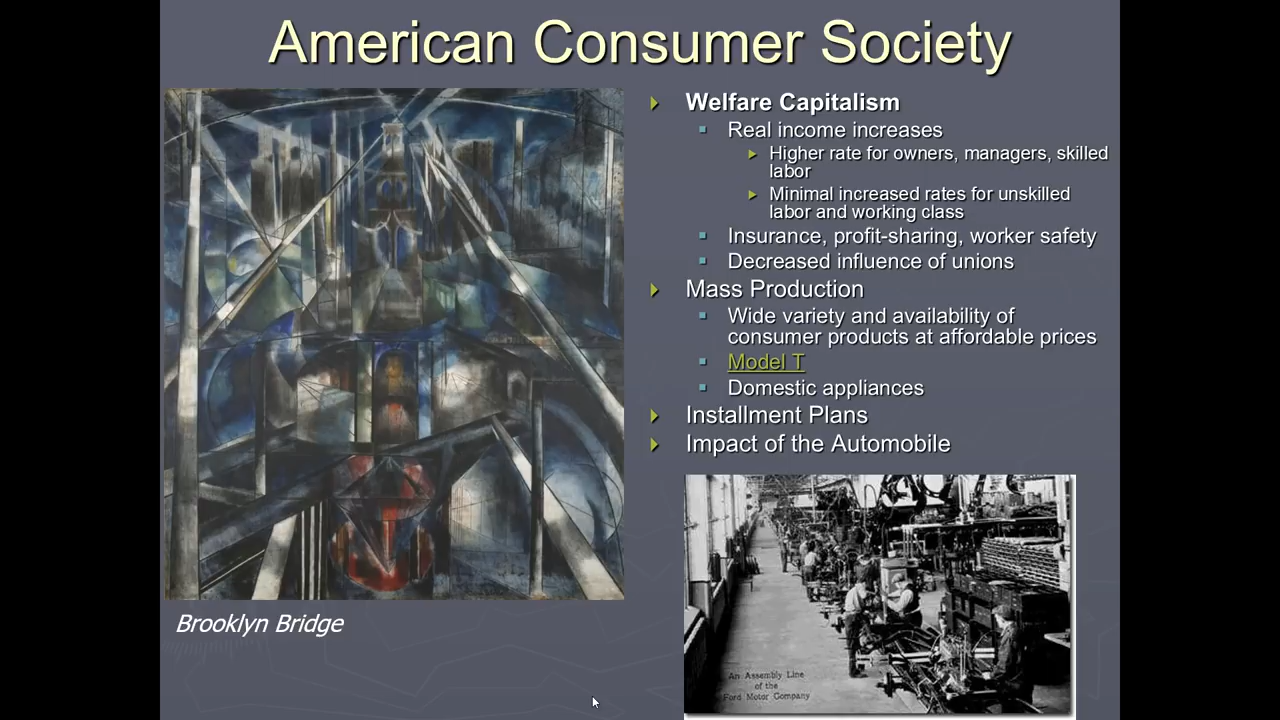 American Consumer Society
Welfare Capitalism
Real income increases
Higher rate for owners, managers, skilled
labor
Minimal increased rates for unskilled
labor and working class
Insurance, profit-sharing, worker safety
Decreased influence of unions
Mass Production
Wide variety and availability of
consumer products at affordable prices
Model T
Domestic appliances
Installment Plans
Impact of the Automobile
Brooklyn Bridge
An Assembly Line
of the
Ford Motor Company